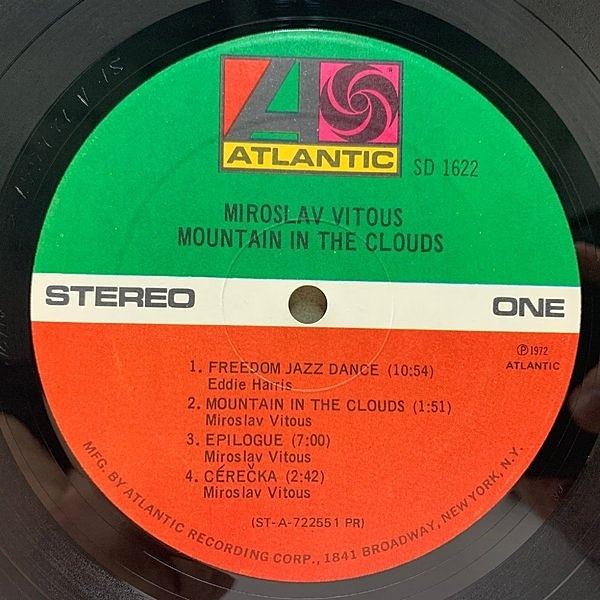 ATLANTIC
SD 1622
MIROSLAV VITOUS
MOUNTAIN IN THE CLOUDS
STEREO
ONE
℗1972
ATLANTIC
1. FREEDOM JAZZ DANCE (10:54)
Eddie Harris
2. MOUNTAIN IN THE CLOUDS (1:51)
Miroslav Vitous
3. EPILOGUE (7:00)
Miroslav Vitous
4. CÉREČKA (2:42)
Miroslav Vitous
(ST-A-722551 PR)
MFG. BY ATLANTIC RECORDING CORP., 1841 BROADWAY, NEW YORK, N.Y.